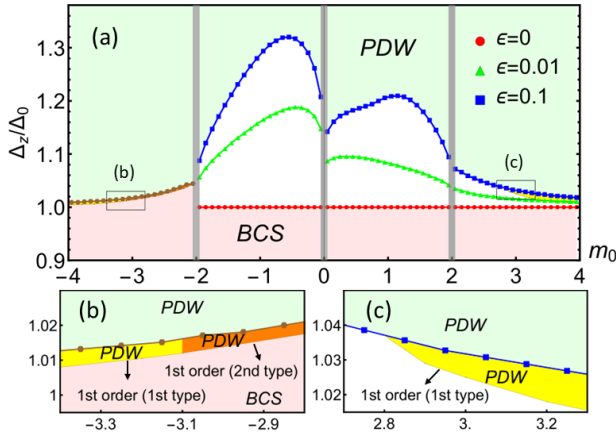 (a)
PDW
ϵ=0
ϵ=0.01
ϵ=0.1
1.3
1.2
1.1
1.0
0.9
Δz/Δ0
(b)
(c)
BCS
−4 −3 −2 −1 0 1 2 3 4 m0
(b)
PDW
1.02
1.01
1
PDW
PDW
1st order (2nd type)
1st order (1st type)
BCS
−3.3 −3.1 −2.9
(c)
PDW
1.04
1.03
1.02
PDW
1st order (1st type)
2.8 3.0 3.2